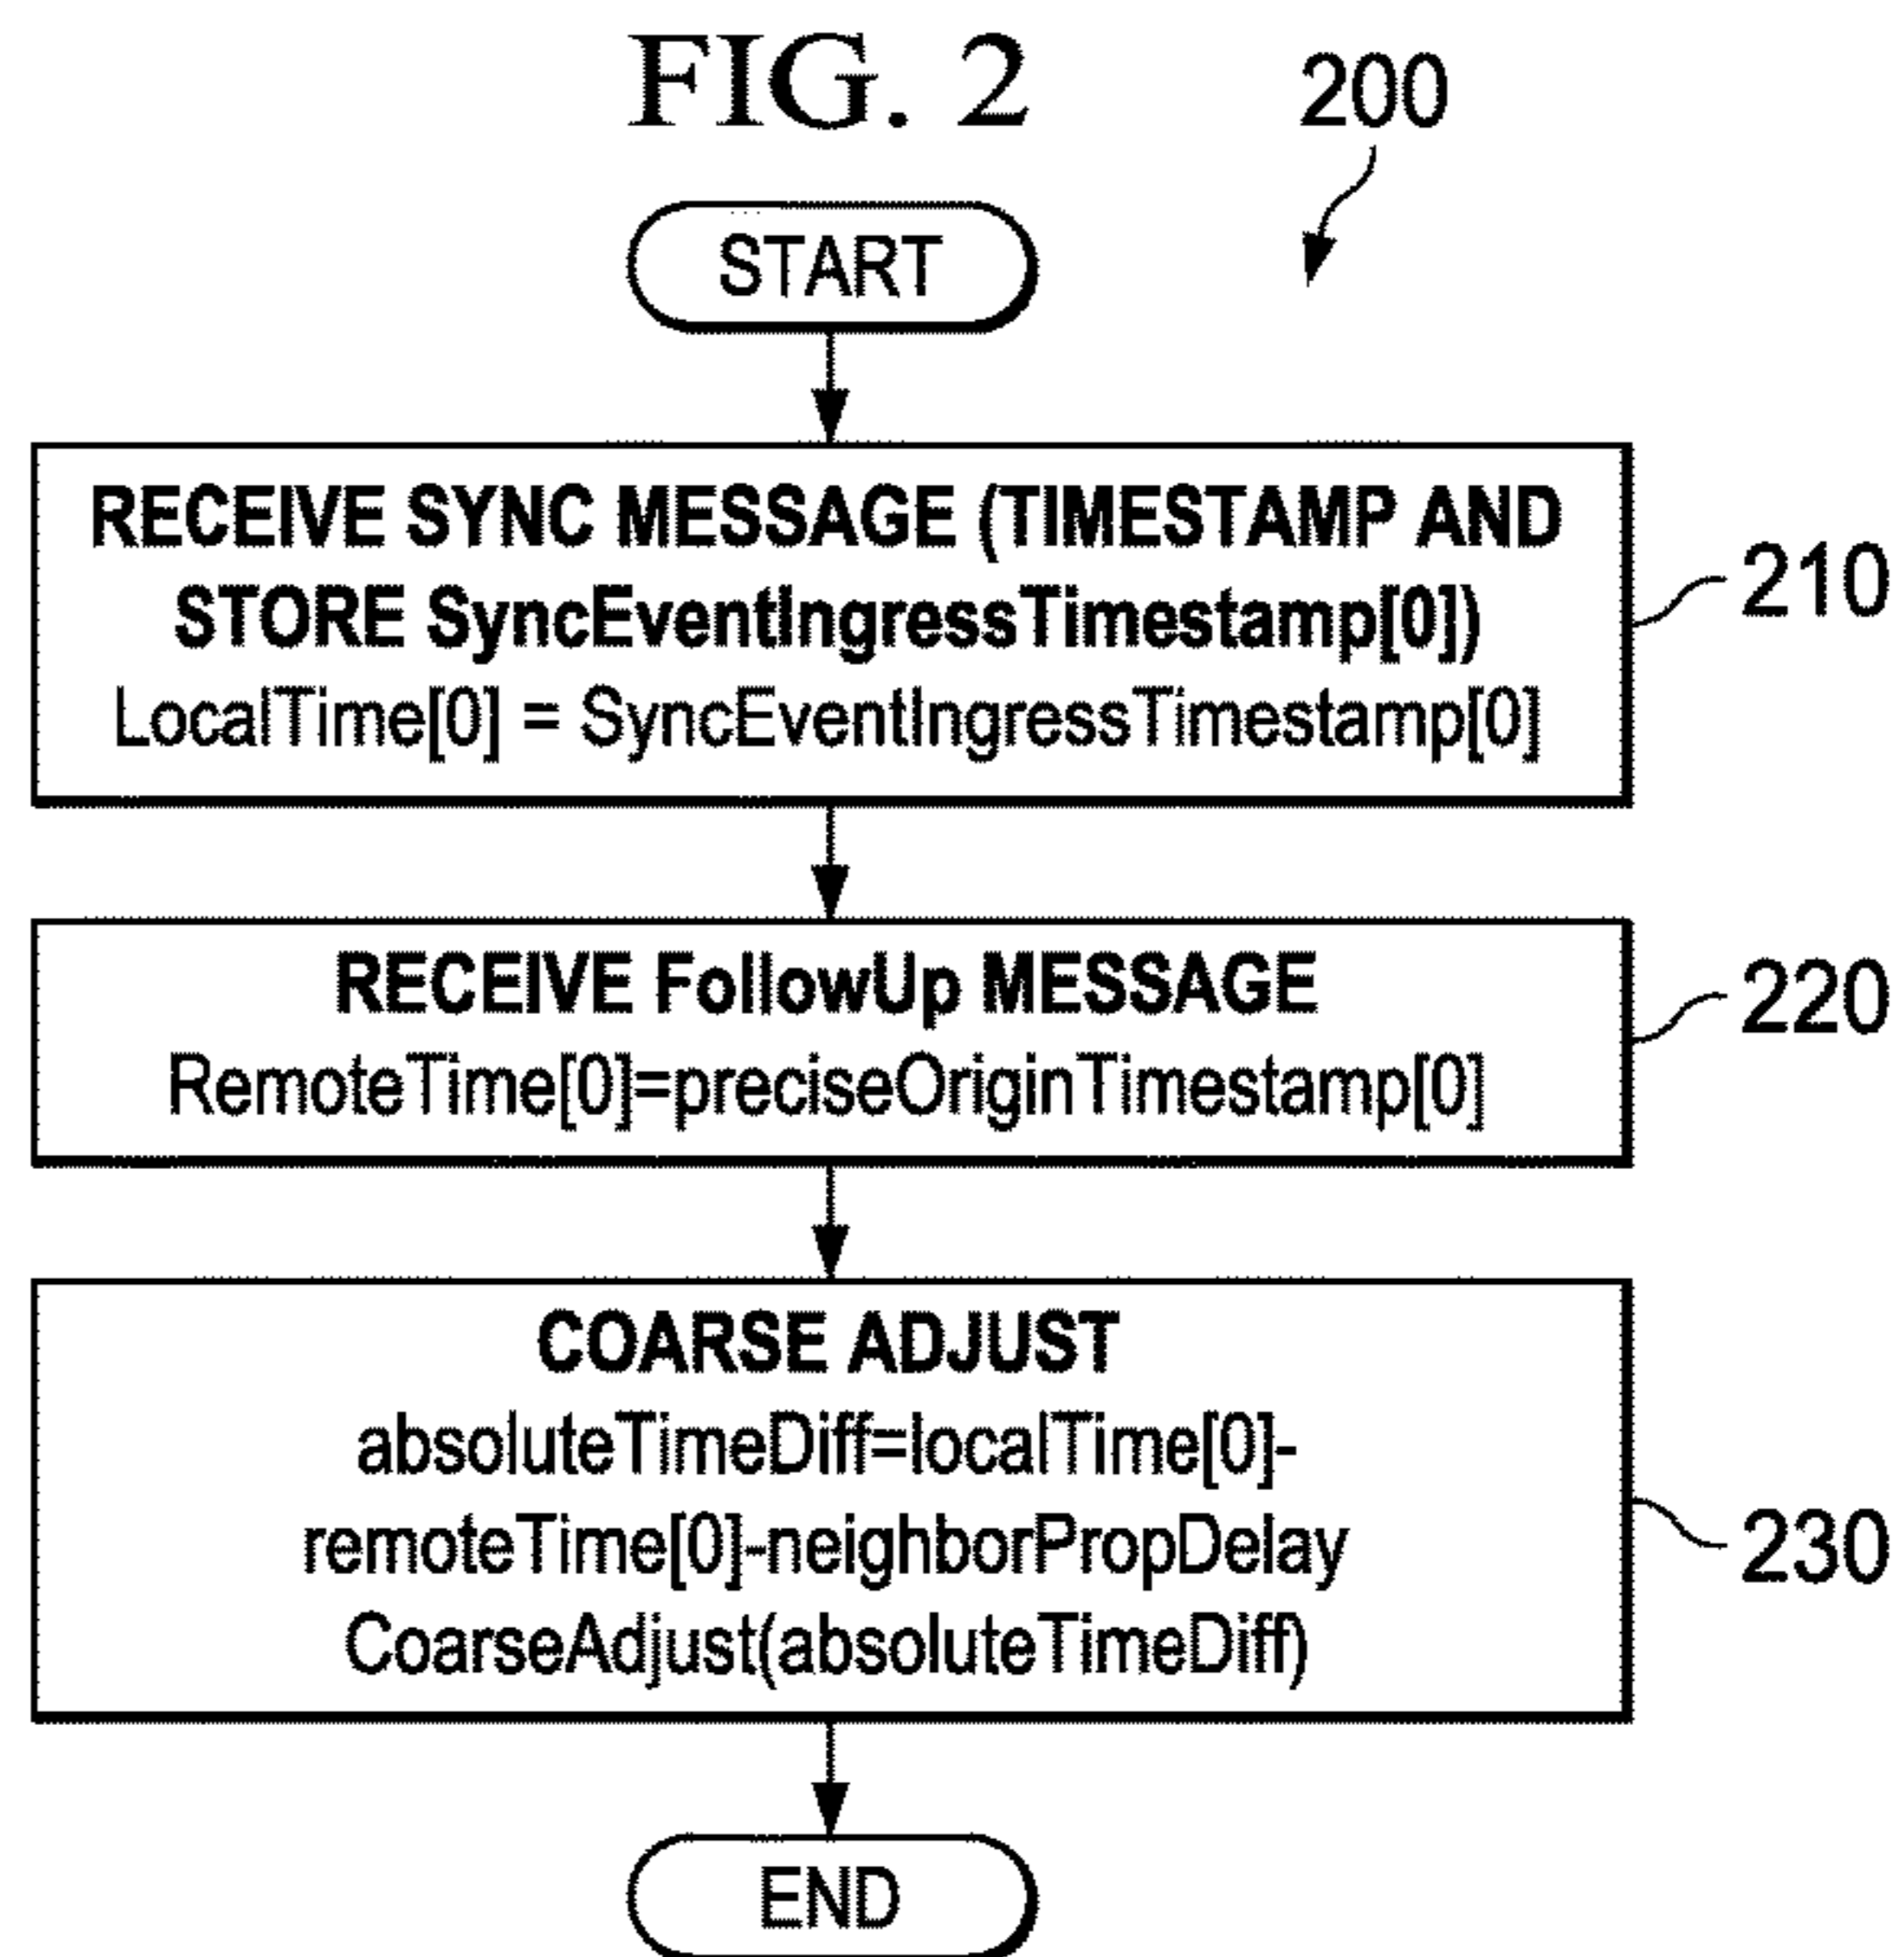 FIG. 2
200
START
RECEIVE SYNC MESSAGE (TIMESTAMP AND
STORE SyncEventIngressTimestamp[0])
LocalTime[0] = SyncEventIngressTimestamp[0]
210
RECEIVE FollowUp MESSAGE
RemoteTime[0]=preciseOriginTimestamp[0]
220
COARSE ADJUST
absoluteTimeDiff=localTime[0]-
remoteTime[0]-neighborPropDelay
CoarseAdjust(absoluteTimeDiff)
230
END